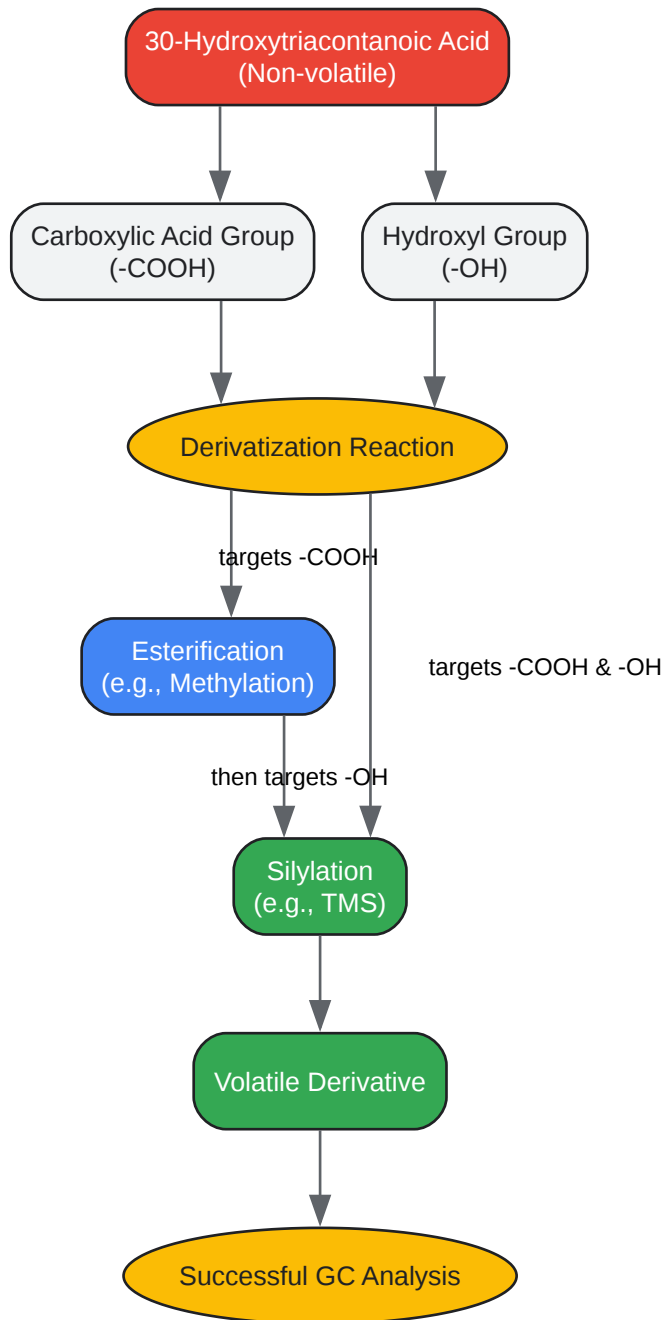 30-Hydroxytriacontanoic Acid
(Non-volatile)
Carboxylic Acid Group
(-COOH)
Hydroxyl Group
(-OH)
Derivatization Reaction
targets -COOH
Esterification
(e.g., Methylation)
targets -COOH & -OH
then targets -OH
Silylation
(e.g., TMS)
Volatile Derivative
Successful GC Analysis